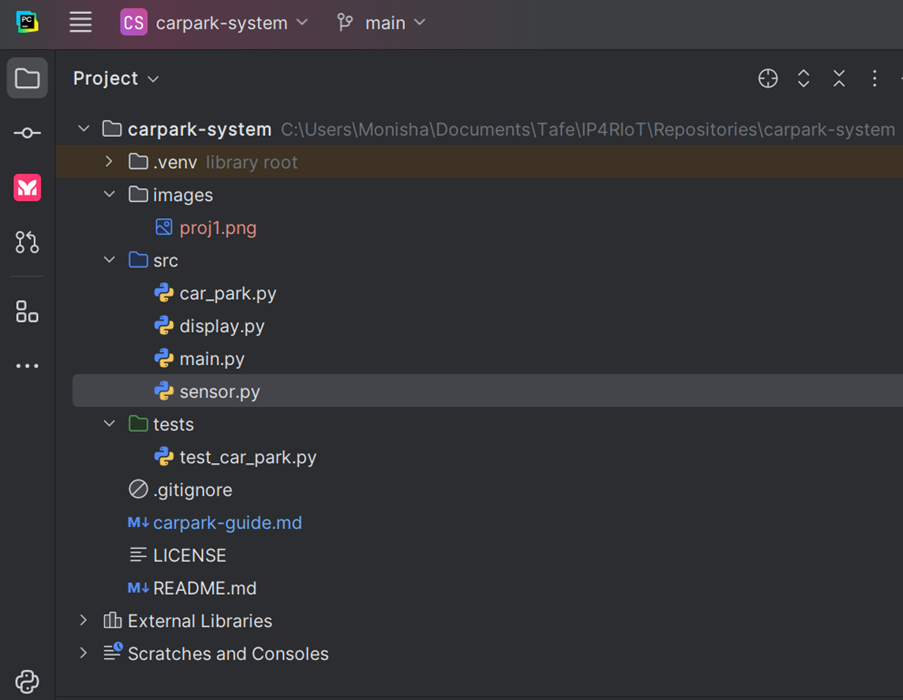 PC CS carpark-system main
Project
carpark-system C:\Users\Monisha\Documents\Tafe\IP4RIoT\Repositories\carpark-system
.venv library root
images
proj1.png
src
car_park.py
display.py
main.py
sensor.py
tests
test_car_park.py
.gitignore
M↓ carpark-guide.md
LICENSE
M↓ README.md
External Libraries
Scratches and Consoles